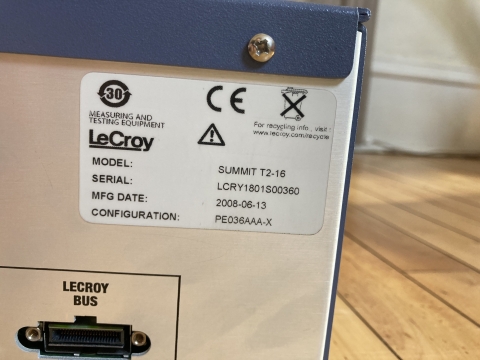 30
MEASURING AND
TESTING EQUIPMENT
CE
For recycling info, visit :
www.lecroy.com/recycle
LeCroy
MODEL: SUMMIT T2-16
SERIAL: LCRY1801S00360
MFG DATE: 2008-06-13
CONFIGURATION: PE036AAA-X
LECROY
BUS